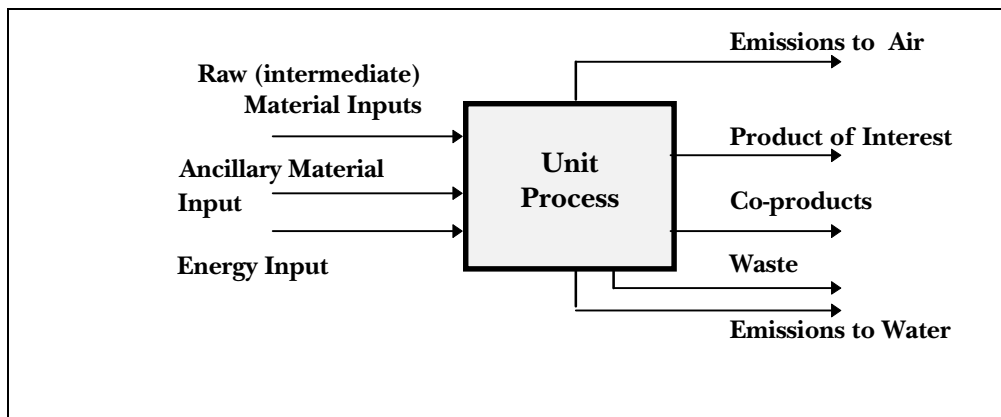 Raw (intermediate)
Material Inputs
Ancillary Material
Input
Energy Input
Unit
Process
Emissions to Air
Product of Interest
Co-products
Waste
Emissions to Water